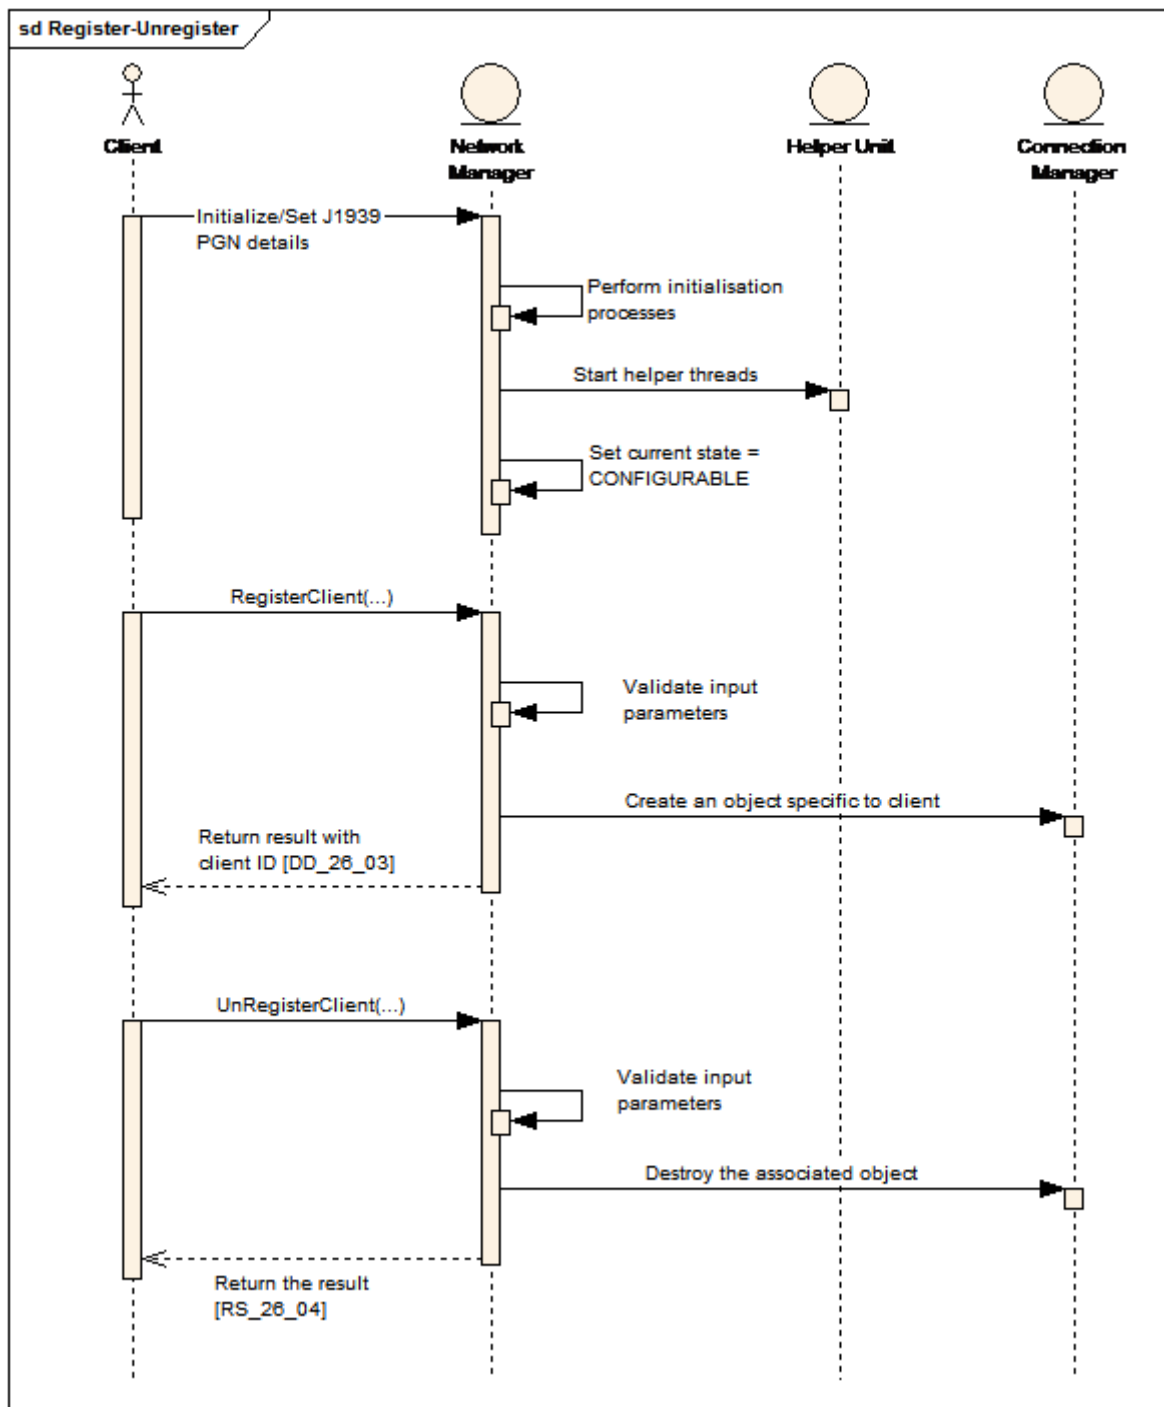 sd Register-Unregister
Client
Network
Manager
Helper Unit
Connection
Manager
Initialize/Set J1939
PGN details
Perform initialisation
processes
Start helper threads
Set current state =
CONFIGURABLE
RegisterClient(...)
Validate input
parameters
Create an object specific to client
Return result with
client ID [DD_26_03]
UnRegisterClient(...)
Validate input
parameters
Destroy the associated object
Return the result
[RS_26_04]